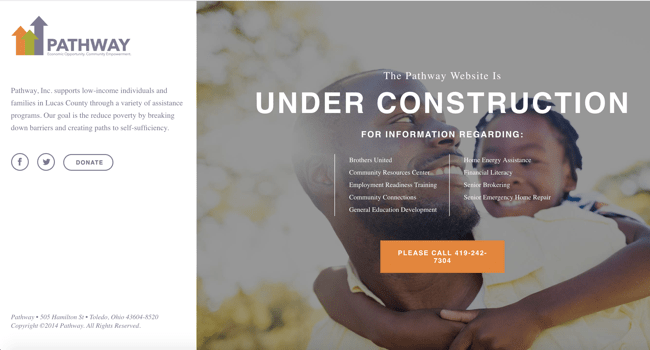 PATHWAY
Economic Opportunity. Community Empowerment.
Pathway, Inc. supports low-income individuals and
families in Lucas County through a variety of assistance
programs. Our goal is the reduce poverty by breaking
down barriers and creating paths to self-sufficiency.
DONATE
Pathway • 505 Hamilton St • Toledo, Ohio 43604-8520
Copyright ©2014 Pathway. All Rights Reserved.
The Pathway Website Is
UNDER CONSTRUCTION
FOR INFORMATION REGARDING:
Brothers United
Community Resources Center
Employment Readiness Training
Community Connections
General Education Development
Home Energy Assistance
Financial Literacy
Senior Brokering
Senior Emergency Home Repair
PLEASE CALL 419-242-
7304